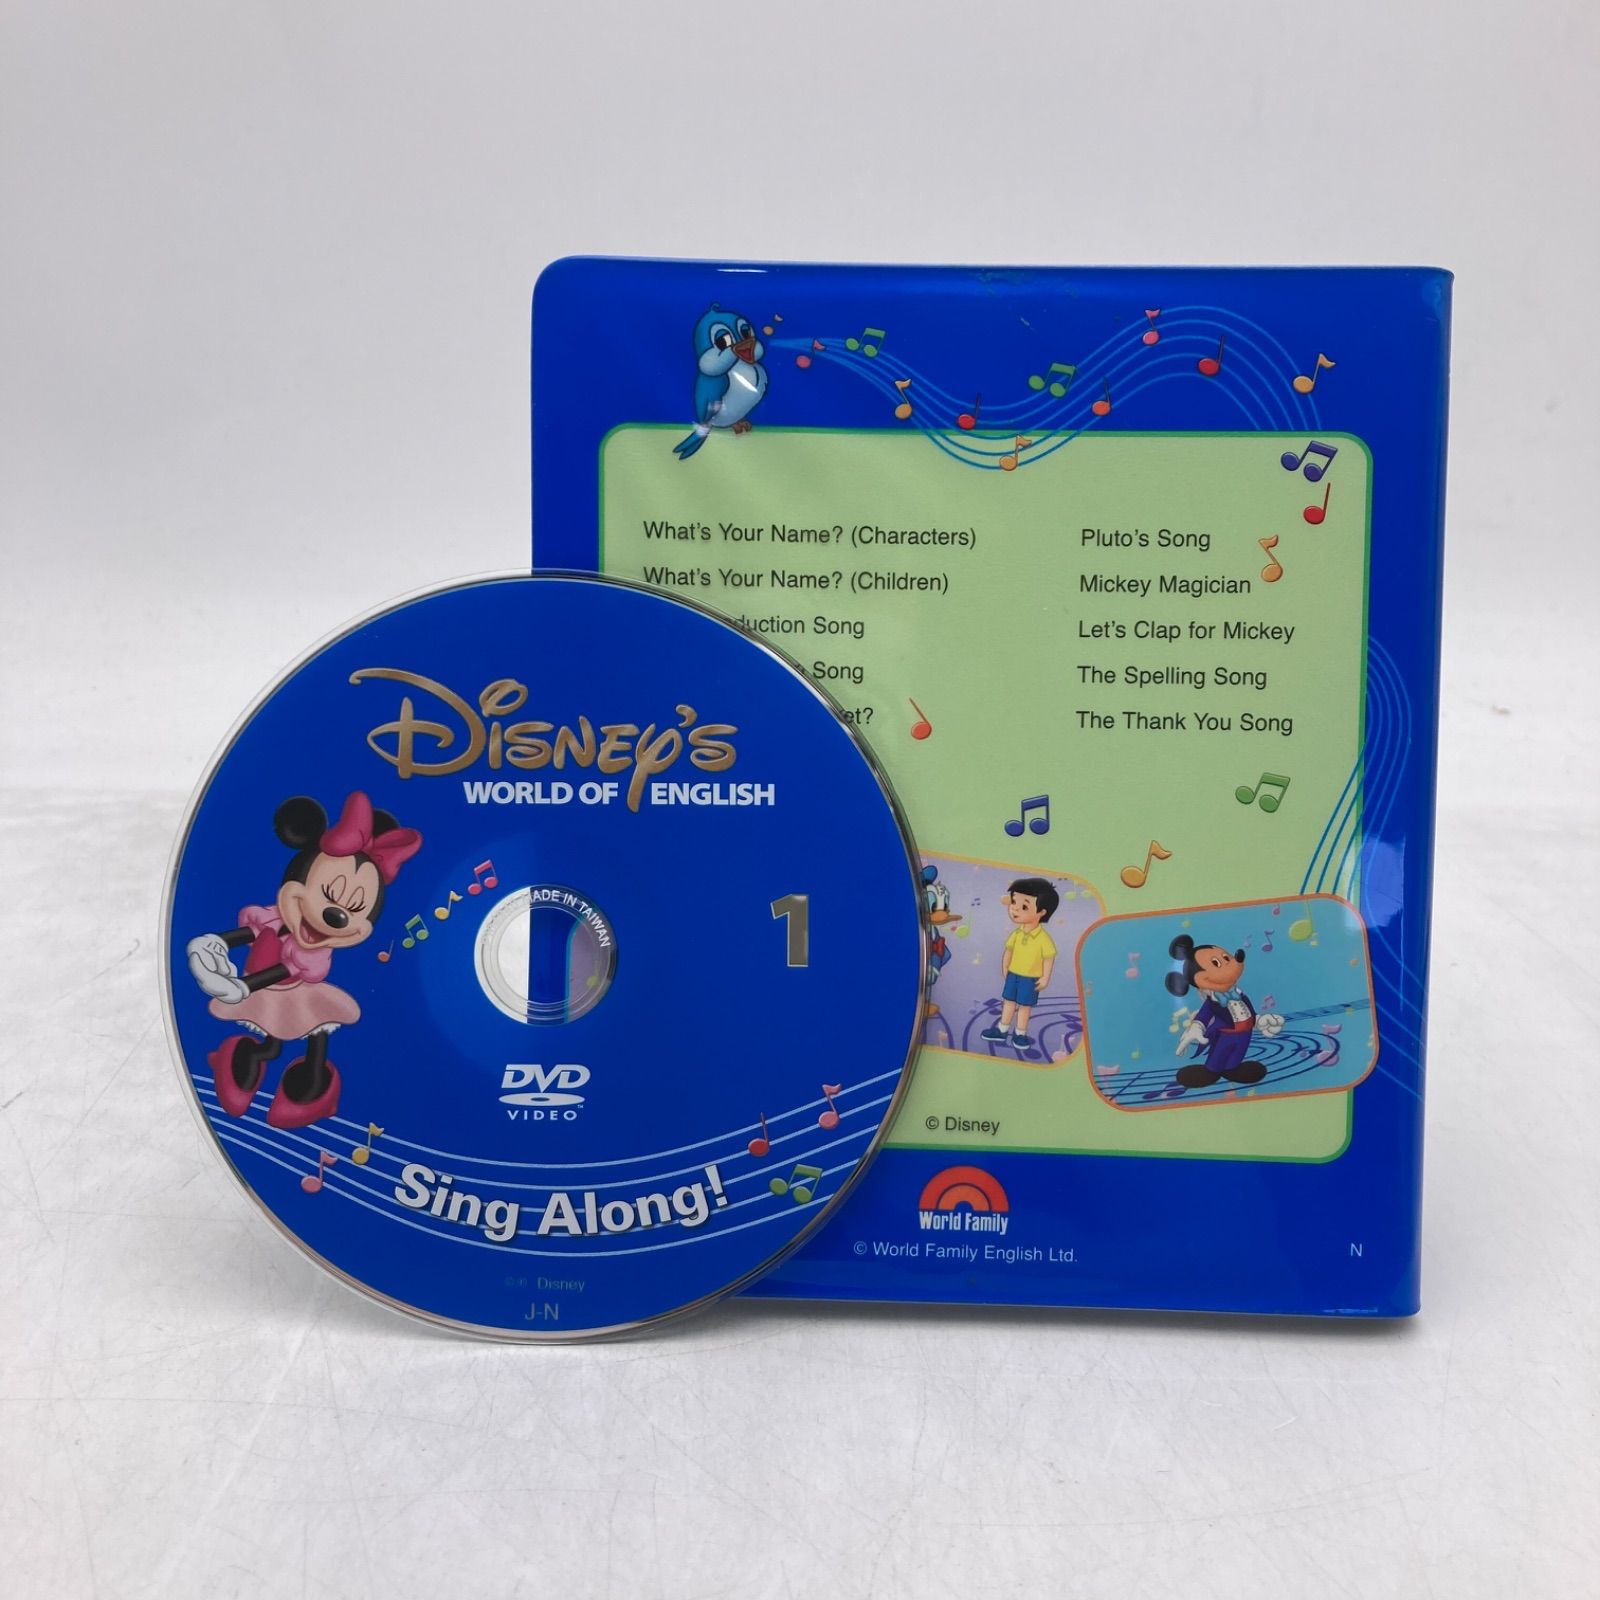 What's Your Name? (Characters)
What's Your Name? (Children)
Song
Song
Pluto's Song
Mickey Magician
Let's Clap for Mickey
The Spelling Song
The Thank You Song
© Disney
World Family
© World Family English Ltd.
N
DISNEY'S
WORLD OF ENGLISH
MADE IN TAIWAN
1
DVD
VIDEO
Sing Along!
©℗ Disney
J-N